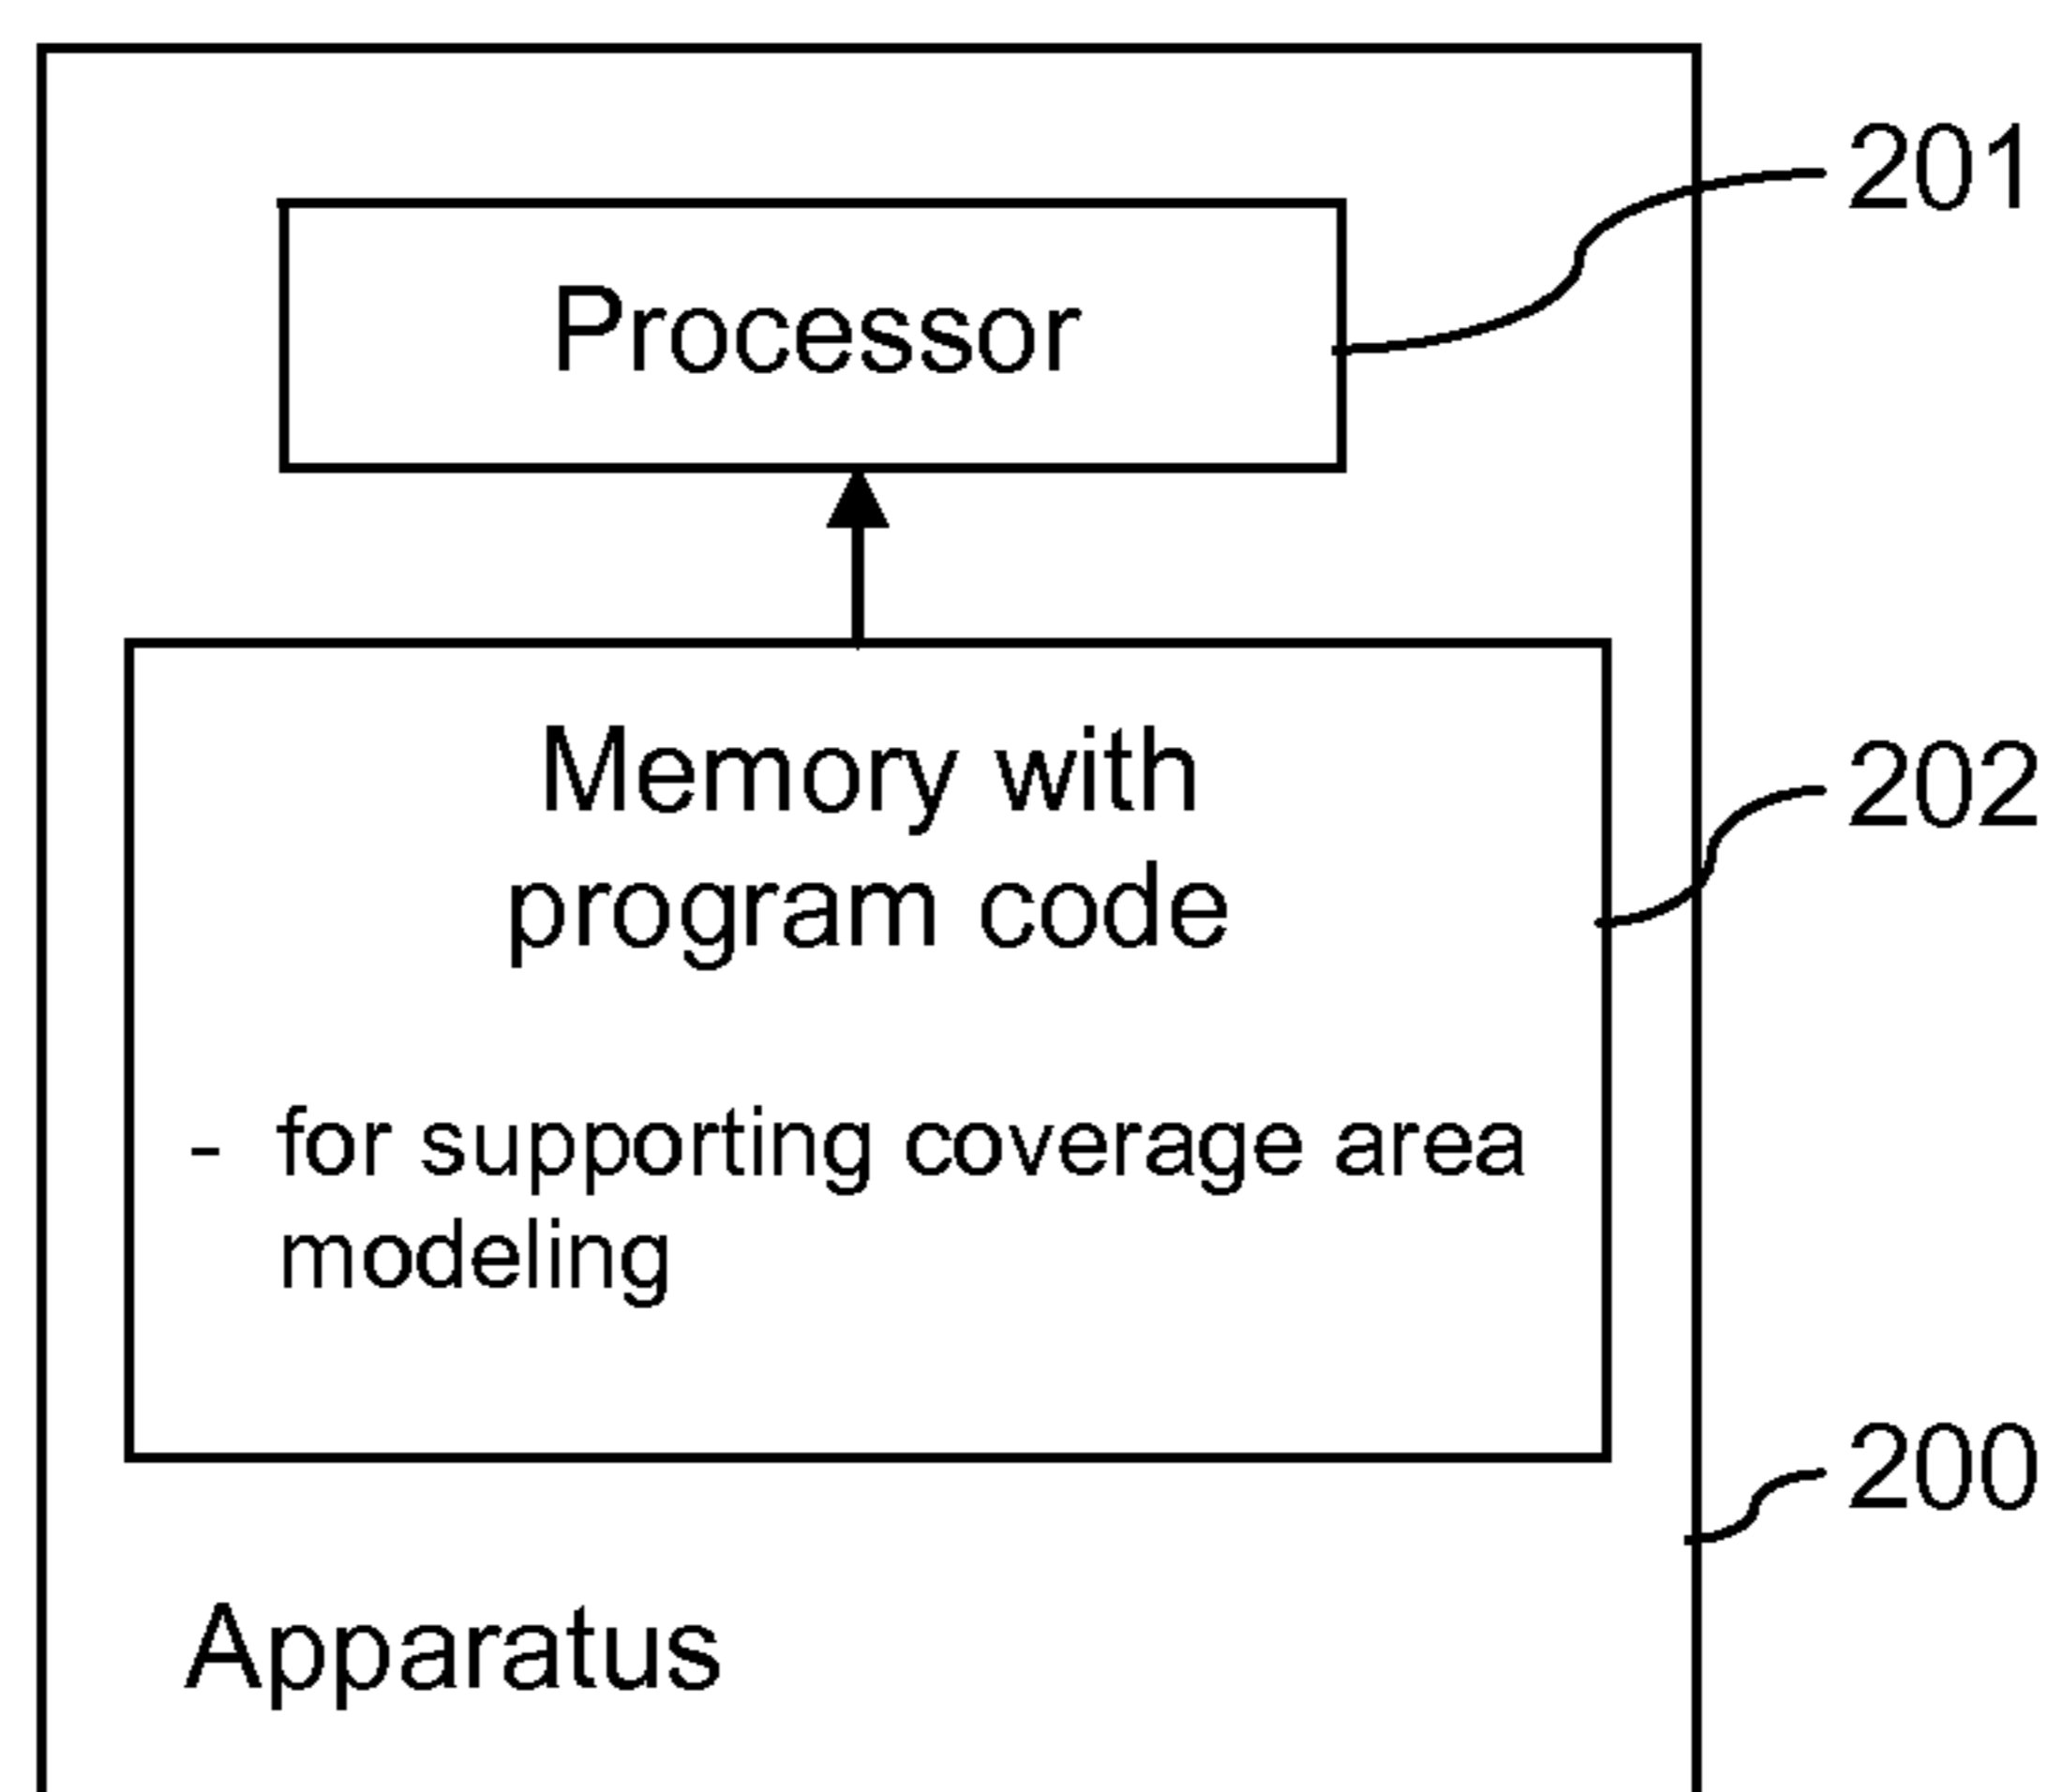 201
Processor
202
Memory with
program code
- for supporting coverage area
modeling
200
Apparatus